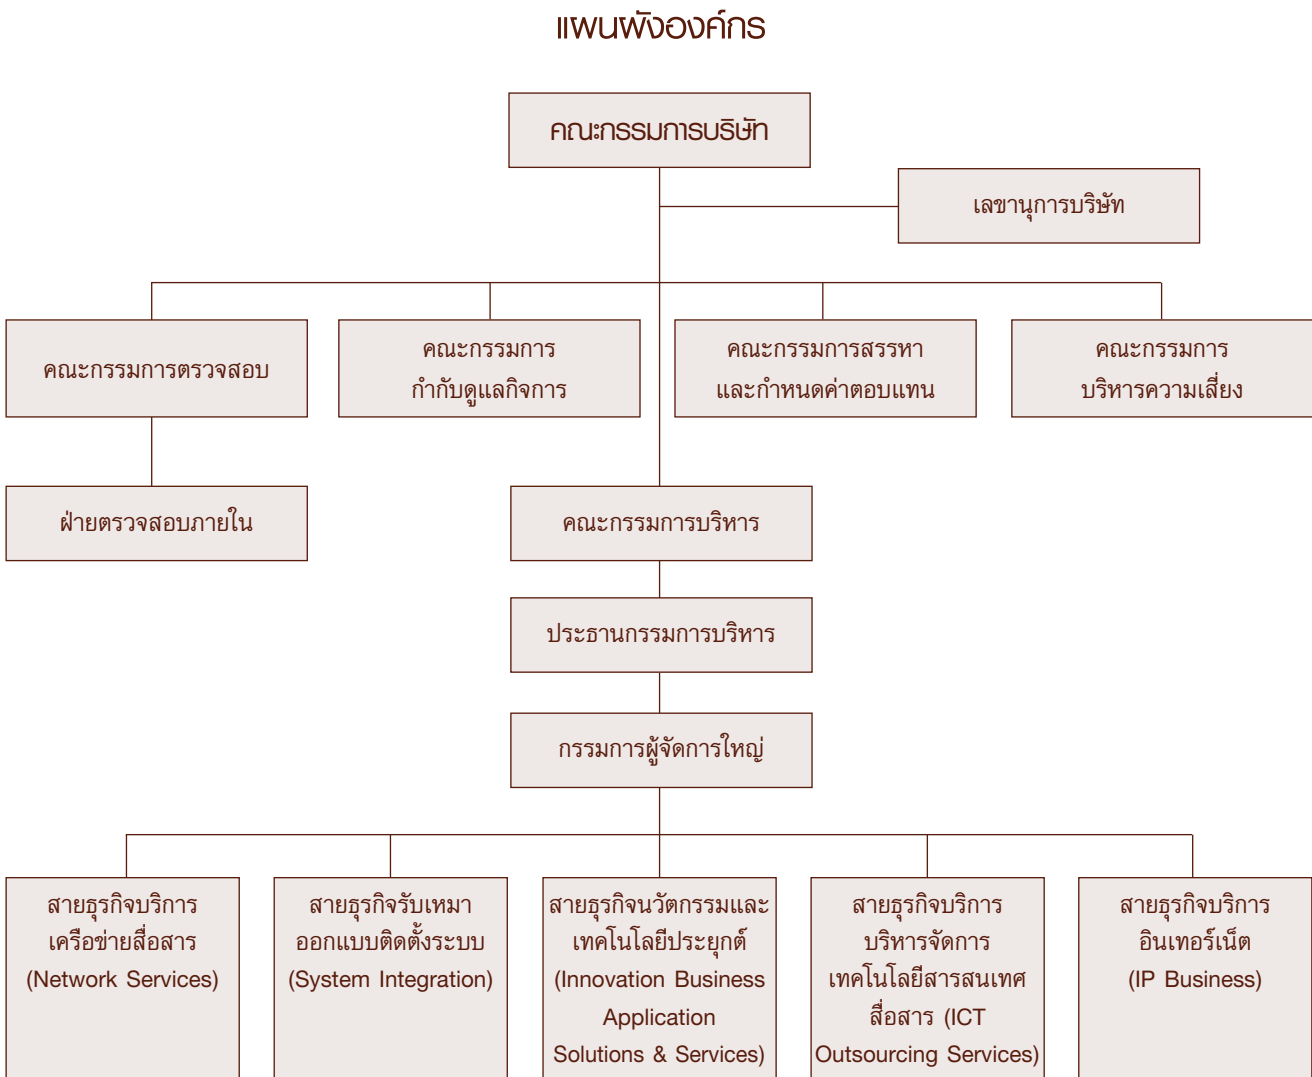 แผนผังองค์กร
คณะกรรมการบริษัท
เลขานุการบริษัท
คณะกรรมการตรวจสอบ
คณะกรรมการ
กำกับดูแลกิจการ
คณะกรรมการสรรหา
และกำหนดค่าตอบแทน
คณะกรรมการ
บริหารความเสี่ยง
ฝ่ายตรวจสอบภายใน
คณะกรรมการบริหาร
ประธานกรรมการบริหาร
กรรมการผู้จัดการใหญ่
สายธุรกิจบริการ
เครือข่ายสื่อสาร
(Network Services)
สายธุรกิจรับเหมา
ออกแบบติดตั้งระบบ
(System Integration)
สายธุรกิจนวัตกรรมและ
เทคโนโลยีประยุกต์
(Innovation Business
Application
Solutions & Services)
สายธุรกิจบริการ
บริหารจัดการ
เทคโนโลยีสารสนเทศ
สื่อสาร (ICT
Outsourcing Services)
สายธุรกิจบริการ
อินเทอร์เน็ต
(IP Business)